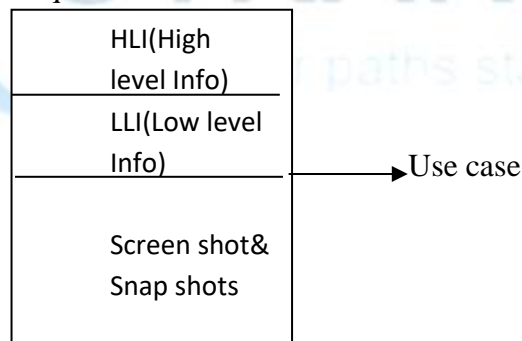 HLI(High
level Info)
LLI(Low level
Info)
Use case
Screen shot&
Snap shots